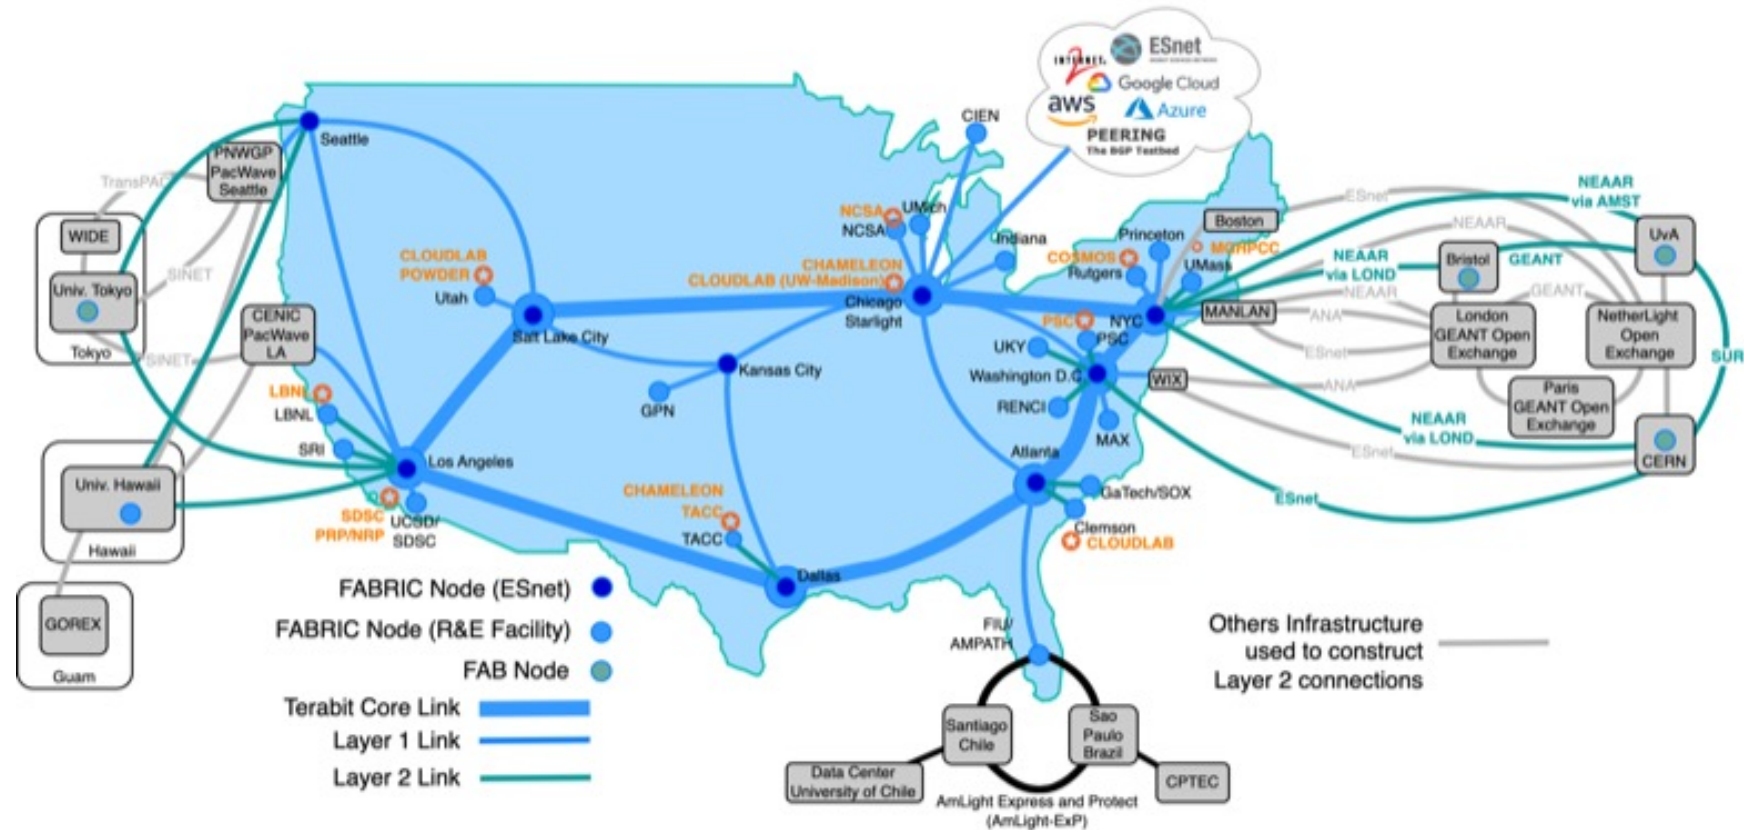 INTERNET
2
ESnet
Google Cloud
aws
Azure
PEERING
The BGP Testbed
CIEN
Seattle
PNWGP
PacWave
Seattle
TransPAC
WIDE
SINET
Univ. Tokyo
Tokyo
SINET
CENIC
PacWave
LA
CLOUDLAB
POWDER
Utah
Salt Lake City
NCSA
NCSA
UMich
Indiana
CHAMELEON
CLOUDLAB (UW-Madison)
Chicago
Starlight
COSMOS
Rutgers
Princeton
MGHPCC
UMass
Boston
NYC
MANLAN
PSC
PSC
UKY
Washington D.C
WIX
RENCI
MAX
Kansas City
GPN
LBNL
LBNL
SRI
Los Angeles
SDSC
PRP/NRP
UCSD/
SDSC
CHAMELEON
TACC
TACC
Dallas
Atlanta
GaTech/SOX
Clemson
CLOUDLAB
Univ. Hawaii
Hawaii
GOREX
Guam
ESnet
NEAAR
via AMST
NEAAR
NEAAR
via LOND
NEAAR
GEANT
GEANT
ANA
ESnet
ANA
NEAAR
via LOND
ESnet
ESnet
Bristol
UvA
London
GEANT Open
Exchange
NetherLight
Open
Exchange
Paris
GEANT Open
Exchange
SURF
CERN
FABRIC Node (ESnet)
FABRIC Node (R&E Facility)
FAB Node
Terabit Core Link
Layer 1 Link
Layer 2 Link
FIU/
AMPATH
Santiago
Chile
Sao
Paulo
Brazil
Data Center
University of Chile
CPTEC
AmLight Express and Protect
(AmLight-ExP)
Others Infrastructure
used to construct
Layer 2 connections